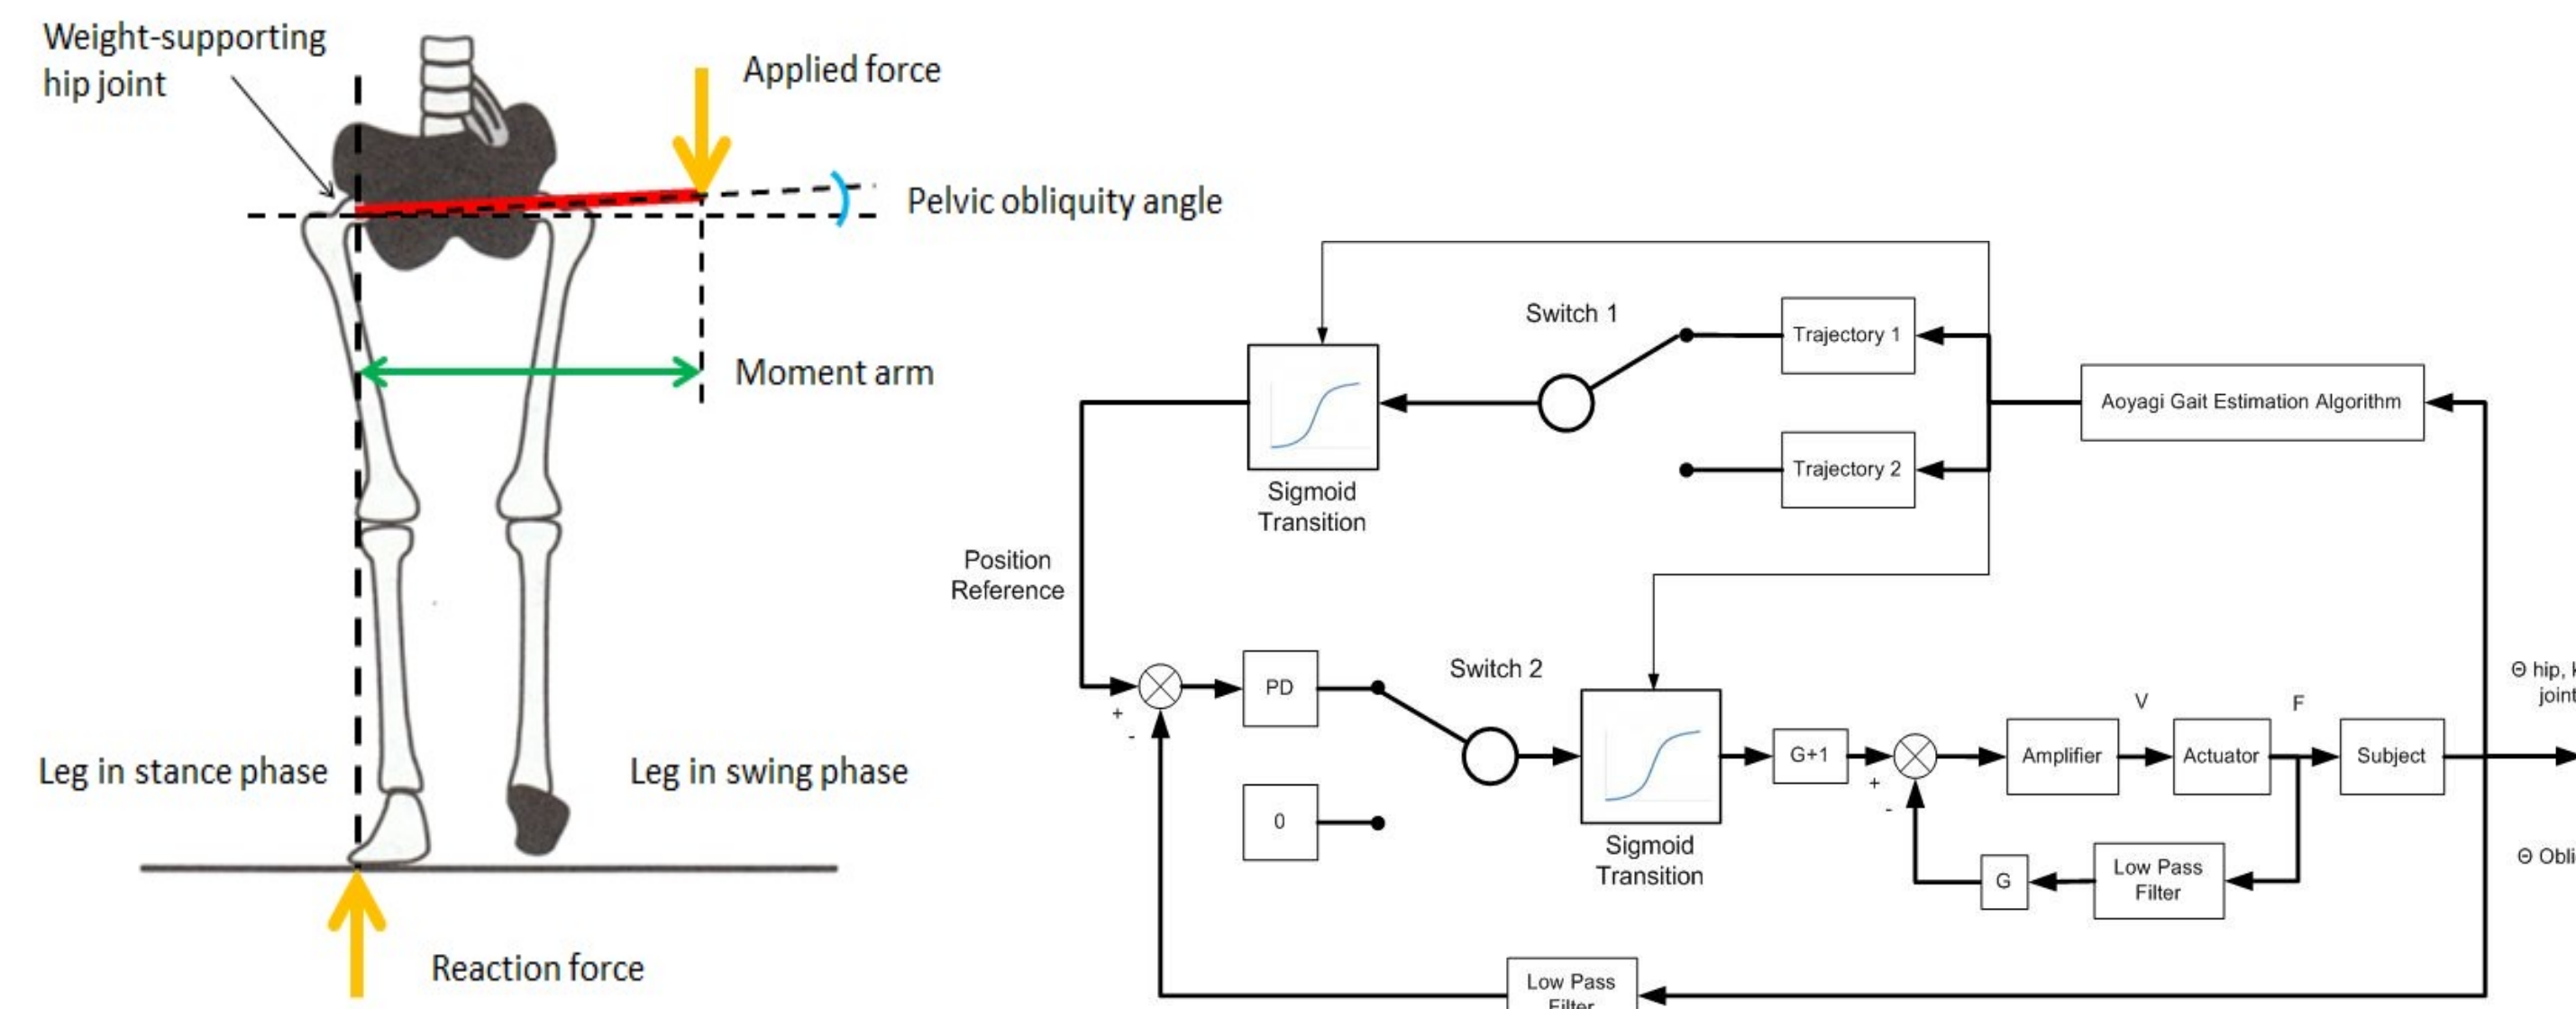 Weight-supporting
hip joint
Applied force
Pelvic obliquity angle
Moment arm
Leg in stance phase
Leg in swing phase
Reaction force
Switch 1
Trajectory 1
Trajectory 2
Aoyagi Gait Estimation Algorithm
Sigmoid
Transition
Position
Reference
+
-
PD
0
Switch 2
Sigmoid
Transition
G+1
+
-
Amplifier
V
Actuator
F
Subject
Θ hip,
joint
G
Low Pass
Filter
Θ Obli
Low Pass
Filter